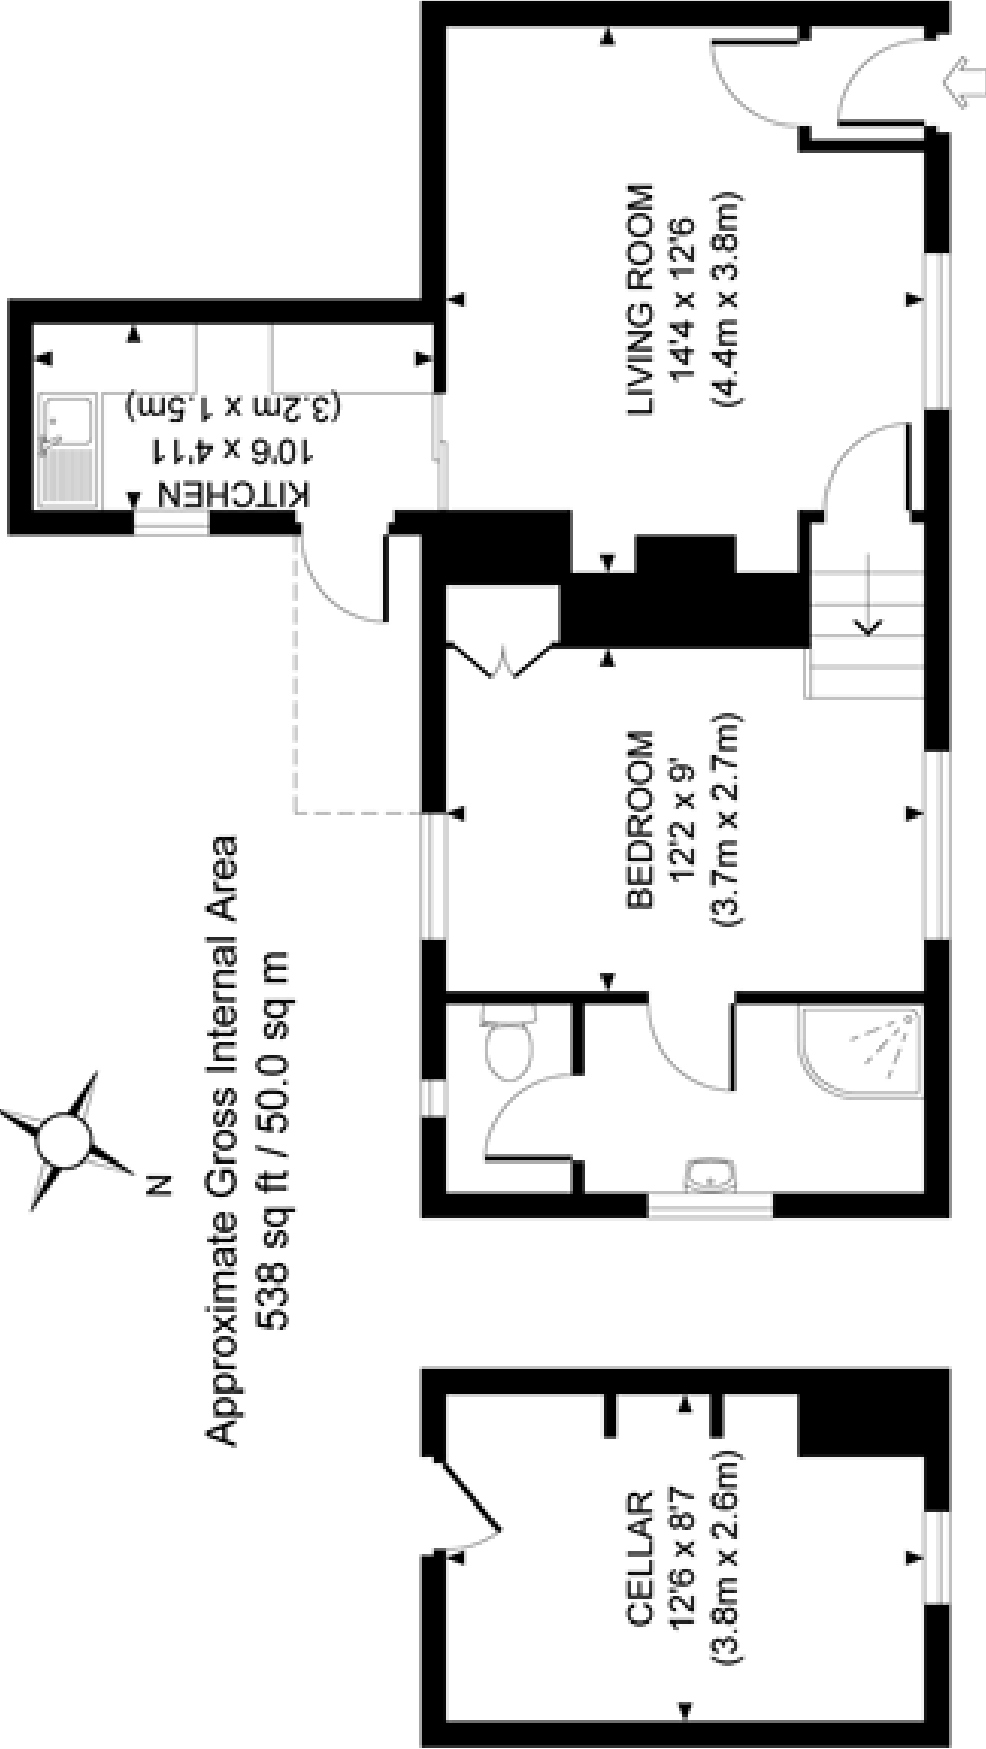 KITCHEN
10'6 x 4'11
(3.2m x 1.5m)
LIVING ROOM
14'4 x 12'6
(4.4m x 3.8m)
BEDROOM
12'2 x 9'
(3.7m x 2.7m)
N
Approximate Gross Internal Area
538 sq ft / 50.0 sq m
CELLAR
12'6 x 8'7
(3.8m x 2.6m)